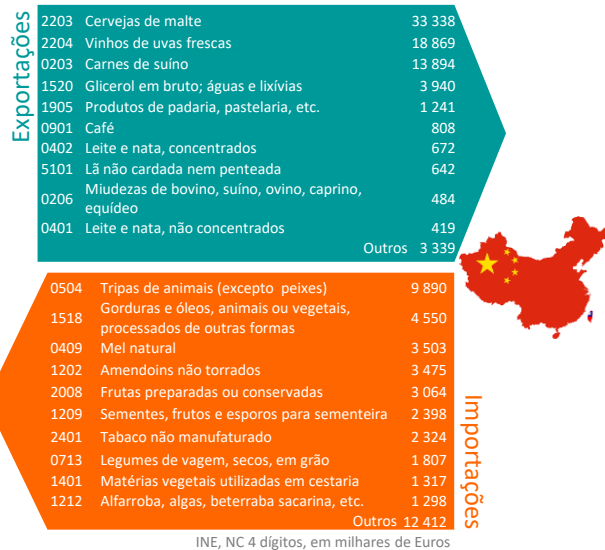 Exportações
2203 Cervejas de malte 33 338
2204 Vinhos de uvas frescas 18 869
0203 Carnes de suíno 13 894
1520 Glicerol em bruto; águas e lixívias 3 940
1905 Produtos de padaria, pastelaria, etc. 1 241
0901 Café 808
0402 Leite e nata, concentrados 672
5101 Lã não cardada nem penteada 642
0206 Miudezas de bovino, suíno, ovino, caprino,
equídeo 484
0401 Leite e nata, não concentrados 419
Outros 3 339
Importações
0504 Tripas de animais (excepto peixes) 9 890
1518 Gorduras e óleos, animais ou vegetais,
processados de outras formas 4 550
0409 Mel natural 3 503
1202 Amendoins não torrados 3 475
2008 Frutas preparadas ou conservadas 3 064
1209 Sementes, frutos e esporos para sementeira 2 398
2401 Tabaco não manufaturado 2 324
0713 Legumes de vagem, secos, em grão 1 807
1401 Matérias vegetais utilizadas em cestaria 1 317
1212 Alfarroba, algas, beterraba sacarina, etc. 1 298
Outros 12 412
INE, NC 4 dígitos, em milhares de Euros